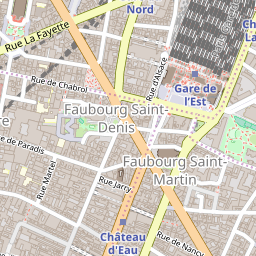 Nord
Rue La Fayette
Rue de Chabrol
Rue d'Alsace
Gare de
l'Est
Faubourg Saint-
Denis
Rue de Paradis
Rue Martel
Faubourg Saint-
Martin
Rue Jarry
Château
d'Eau
Rue de Nancy